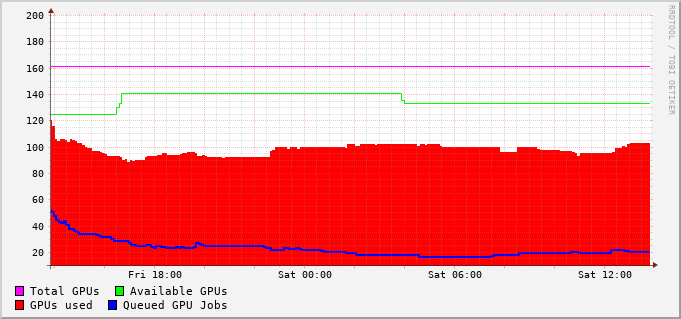 RRDTOOL / TOBI OETIKER
200
180
160
140
120
100
80
60
40
20
Fri 18:00 Sat 00:00 Sat 06:00 Sat 12:00
Total GPUs Available GPUs
GPUs used Queued GPU Jobs